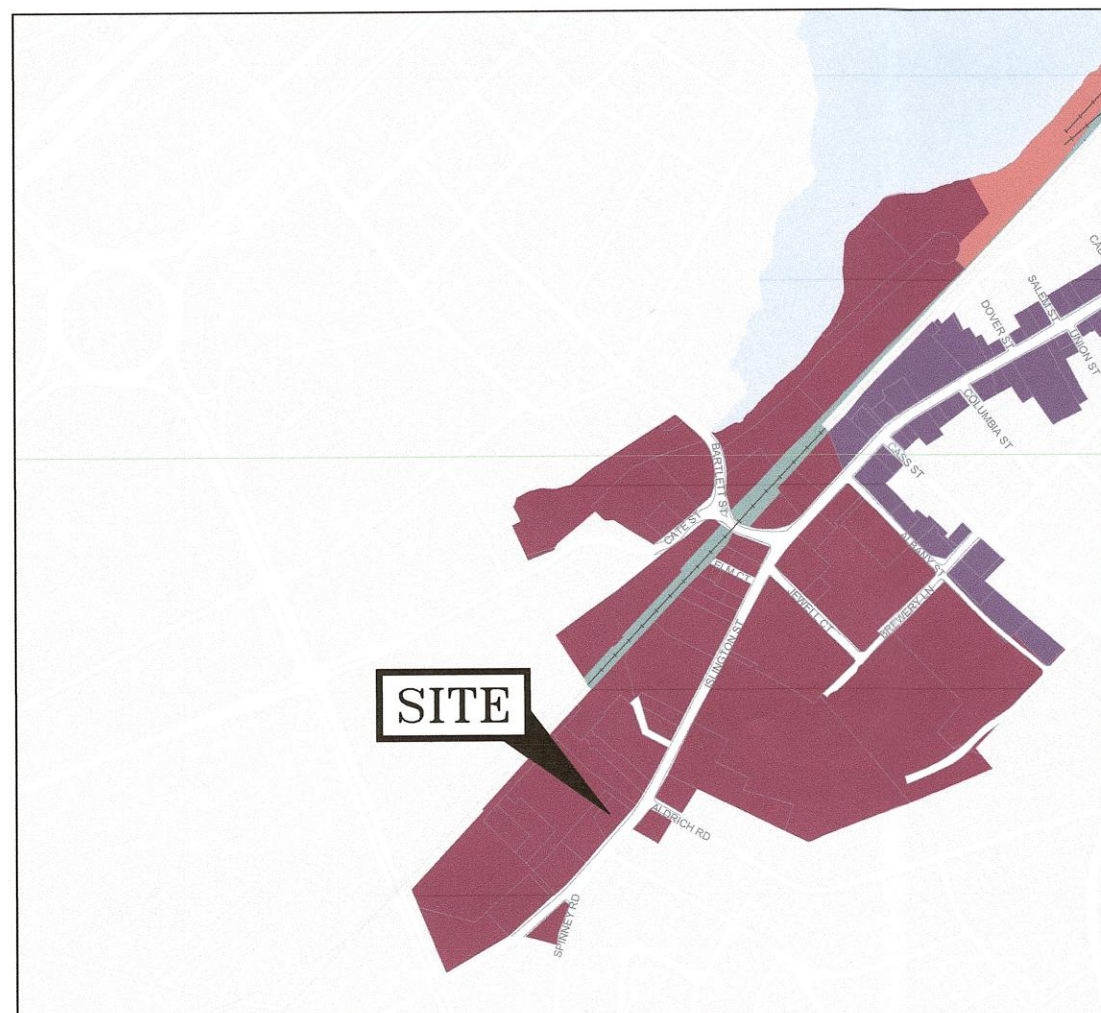 CA
SALEM ST
DOVER ST
UNION ST
COLUMBIA ST
CASS ST
BARTLETT ST
CATE ST
ALBANY ST
ELM CT
JEWELL CT
BREWERY LN
ISLINGTON ST
SITE
ALDRICH RD
SPINNEY RD